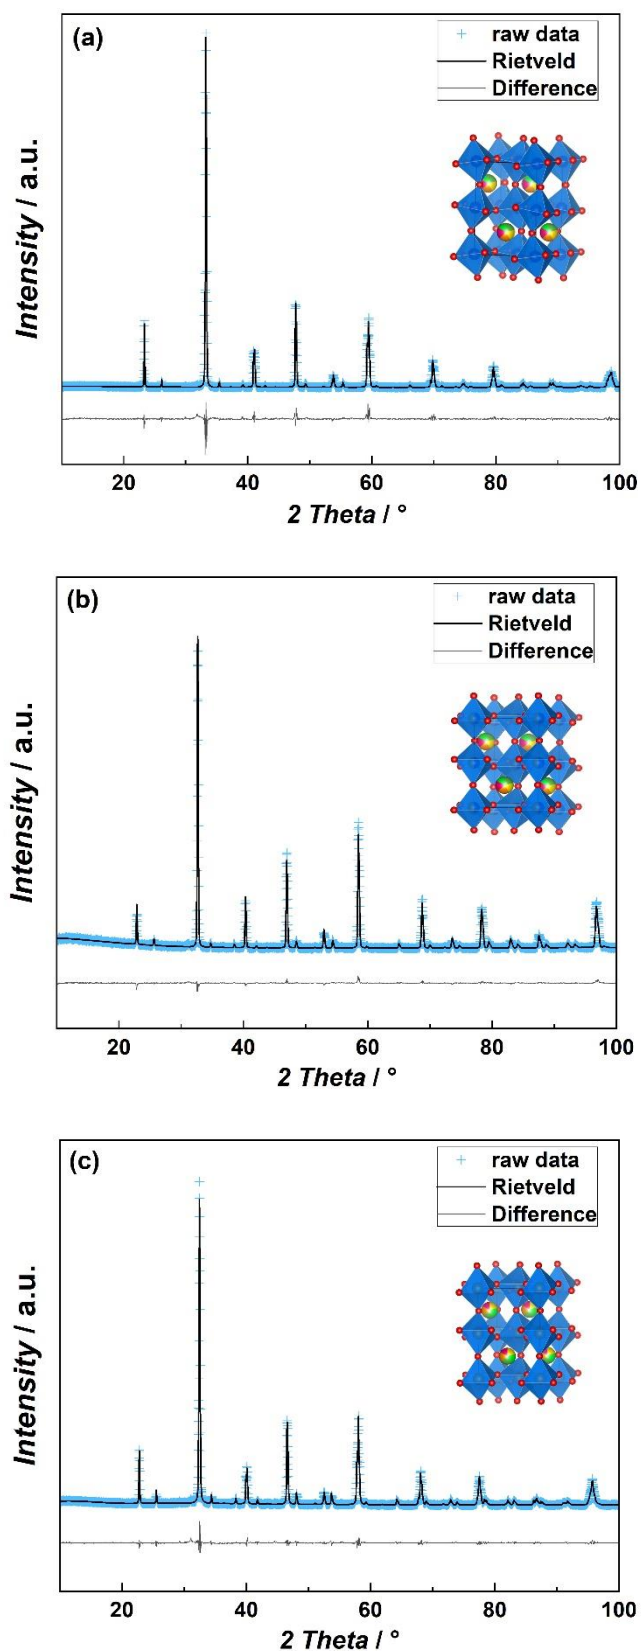 (a)
raw data
Rietveld
Difference
Intensity / a.u.
20 40 60 80 100
2 Theta / °
(b)
raw data
Rietveld
Difference
Intensity / a.u.
20 40 60 80 100
2 Theta / °
(c)
raw data
Rietveld
Difference
Intensity / a.u.
20 40 60 80 100
2 Theta / °